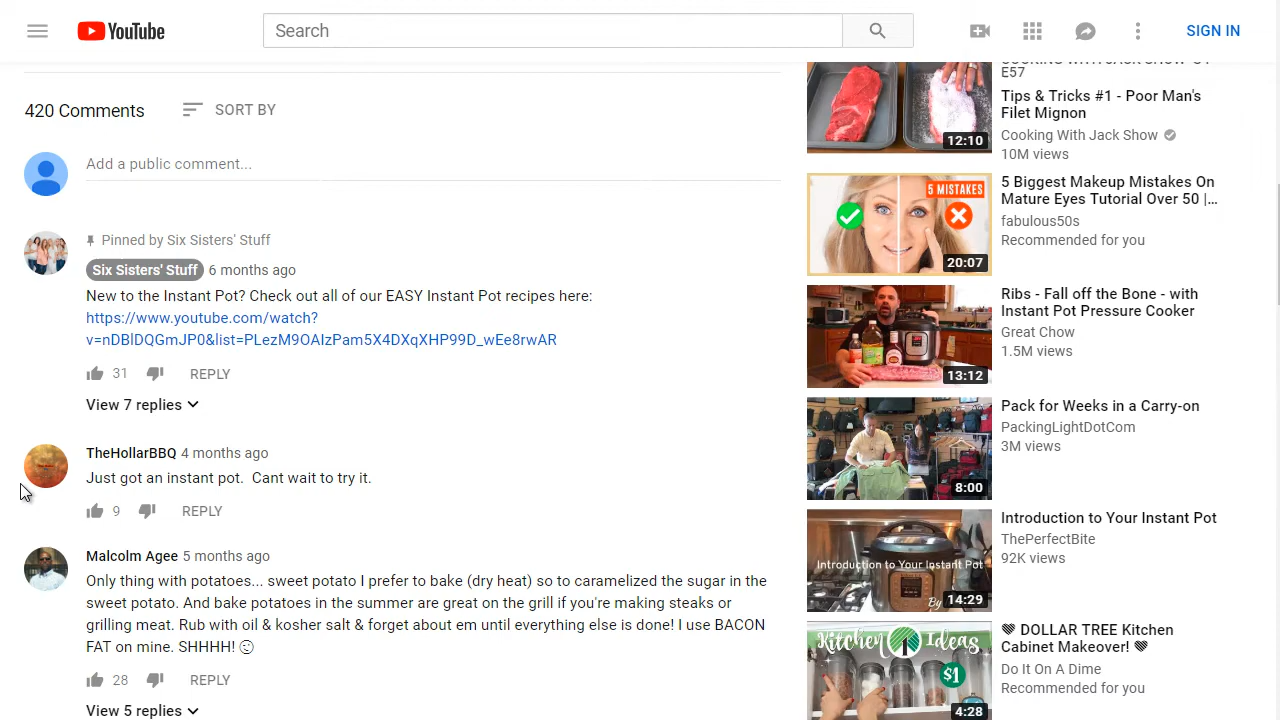 YouTube
Search
SIGN IN
420 Comments
SORT BY
Add a public comment...
Pinned by Six Sisters' Stuff
Six Sisters' Stuff 6 months ago
New to the Instant Pot? Check out all of our EASY Instant Pot recipes here:
https://www.youtube.com/watch?
v=nDBlDQGmJP0&list=PLezM9OAlzPam5X4DXqXHP99D_wEe8rwAR
31 REPLY
View 7 replies
TheHollarBBQ 4 months ago
Just got an instant pot. Cant wait to try it.
9 REPLY
Malcolm Agee 5 months ago
Only thing with potatoes... sweet potato I prefer to bake (dry heat) so to caramelizer the sugar in the
sweet potato. And Idaho potatoes in the summer are great on the grill if you're making steaks or
grilling meat. Rub with oil & kosher salt & forget about em until everything else is done! I use BACON
FAT on mine. SHHHH!
28 REPLY
View 5 replies
E57
12:10
Tips & Tricks #1 - Poor Man's
Filet Mignon
Cooking With Jack Show
10M views
5 MISTAKES
20:07
5 Biggest Makeup Mistakes On
Mature Eyes Tutorial Over 50 |...
fabulous50s
Recommended for you
13:12
Ribs - Fall off the Bone - with
Instant Pot Pressure Cooker
Great Chow
1.5M views
8:00
Pack for Weeks in a Carry-on
PackingLightDotCom
3M views
Introduction to Your Instant Pot
By
14:29
Introduction to Your Instant Pot
ThePerfectBite
92K views
Kitchen Ideas
$1
4:28
DOLLAR TREE Kitchen
Cabinet Makeover!
Do It On A Dime
Recommended for you